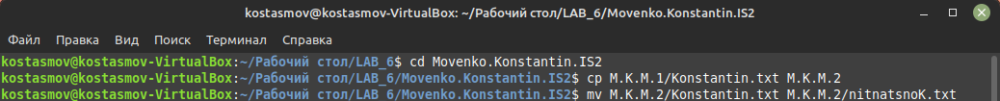 kostasmov@kostasmov-VirtualBox: ~/Рабочий стол/LAB_6/Movenko.Konstantin.IS2
Файл Правка Вид Поиск Терминал Справка
kostasmov@kostasmov-VirtualBox:~/Рабочий стол/LAB_6$ cd Movenko.Konstantin.IS2
kostasmov@kostasmov-VirtualBox:~/Рабочий стол/LAB_6/Movenko.Konstantin.IS2$ cp M.K.M.1/Konstantin.txt M.K.M.2
kostasmov@kostasmov-VirtualBox:~/Рабочий стол/LAB_6/Movenko.Konstantin.IS2$ mv M.K.M.2/Konstantin.txt M.K.M.2/nitnatsnoK.txt